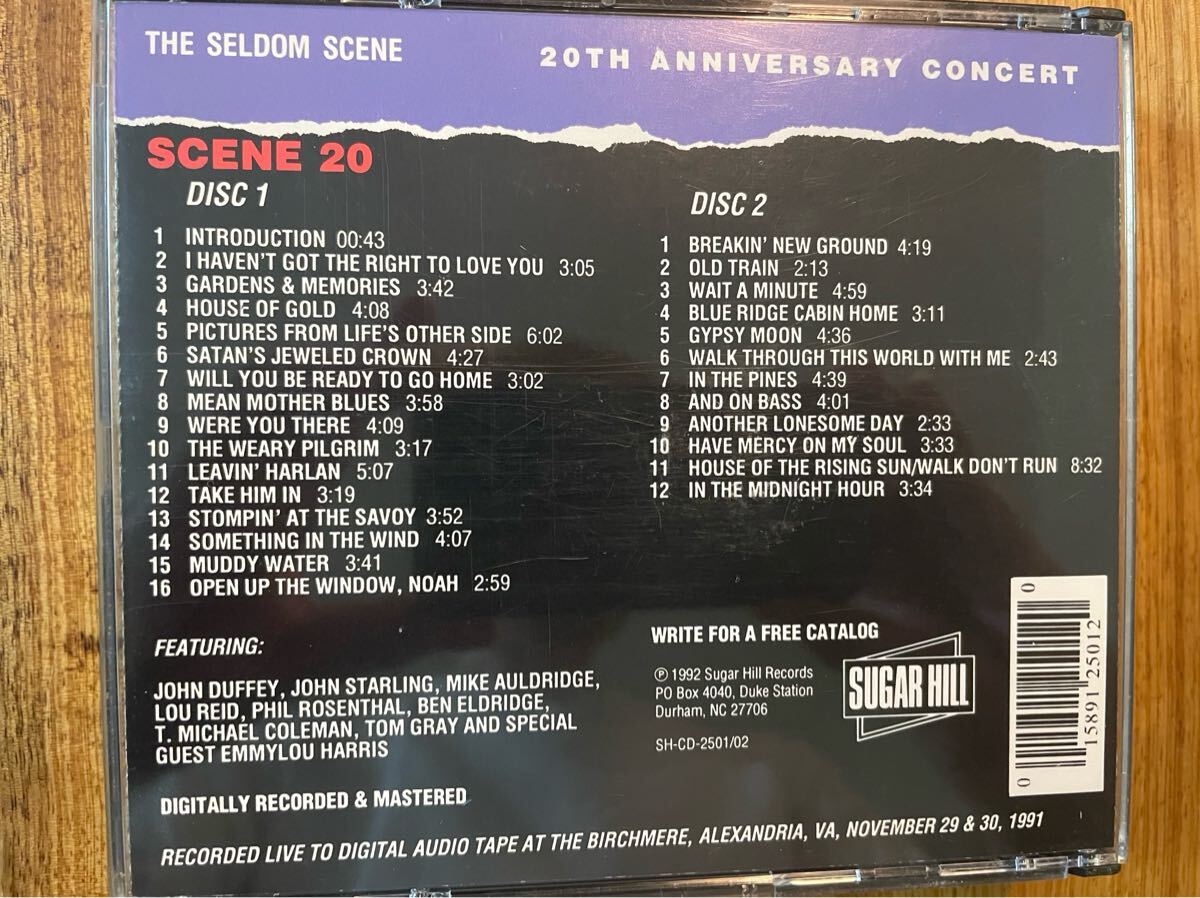 THE SELDOM SCENE
20TH ANNIVERSARY CONCERT
SCENE 20
DISC 1
1 INTRODUCTION 00:43
2 I HAVEN'T GOT THE RIGHT TO LOVE YOU 3:05
3 GARDENS & MEMORIES 3:42
4 HOUSE OF GOLD 4:08
5 PICTURES FROM LIFE'S OTHER SIDE 6:02
6 SATAN'S JEWELED CROWN 4:27
7 WILL YOU BE READY TO GO HOME 3:02
8 MEAN MOTHER BLUES 3:58
9 WERE YOU THERE 4:09
10 THE WEARY PILGRIM 3:17
11 LEAVIN' HARLAN 5:07
12 TAKE HIM IN 3:19
13 STOMPIN' AT THE SAVOY 3:52
14 SOMETHING IN THE WIND 4:07
15 MUDDY WATER 3:41
16 OPEN UP THE WINDOW, NOAH 2:59
DISC 2
1 BREAKIN' NEW GROUND 4:19
2 OLD TRAIN 2:13
3 WAIT A MINUTE 4:59
4 BLUE RIDGE CABIN HOME 3:11
5 GYPSY MOON 4:36
6 WALK THROUGH THIS WORLD WITH ME 2:43
7 IN THE PINES 4:39
8 AND ON BASS 4:01
9 ANOTHER LONESOME DAY 2:33
10 HAVE MERCY ON MY SOUL 3:33
11 HOUSE OF THE RISING SUN/WALK DON'T RUN 8:32
12 IN THE MIDNIGHT HOUR 3:34
FEATURING:
JOHN DUFFEY, JOHN STARLING, MIKE AULDRIDGE,
LOU REID, PHIL ROSENTHAL, BEN ELDRIDGE,
T. MICHAEL COLEMAN, TOM GRAY AND SPECIAL
GUEST EMMYLOU HARRIS
WRITE FOR A FREE CATALOG
℗ 1992 Sugar Hill Records
PO Box 4040, Duke Station
Durham, NC 27706
SH-CD-2501/02
SUGAR HILL
0 15891 25012 0
DIGITALLY RECORDED & MASTERED
RECORDED LIVE TO DIGITAL AUDIO TAPE AT THE BIRCHMERE, ALEXANDRIA, VA, NOVEMBER 29 & 30, 1991